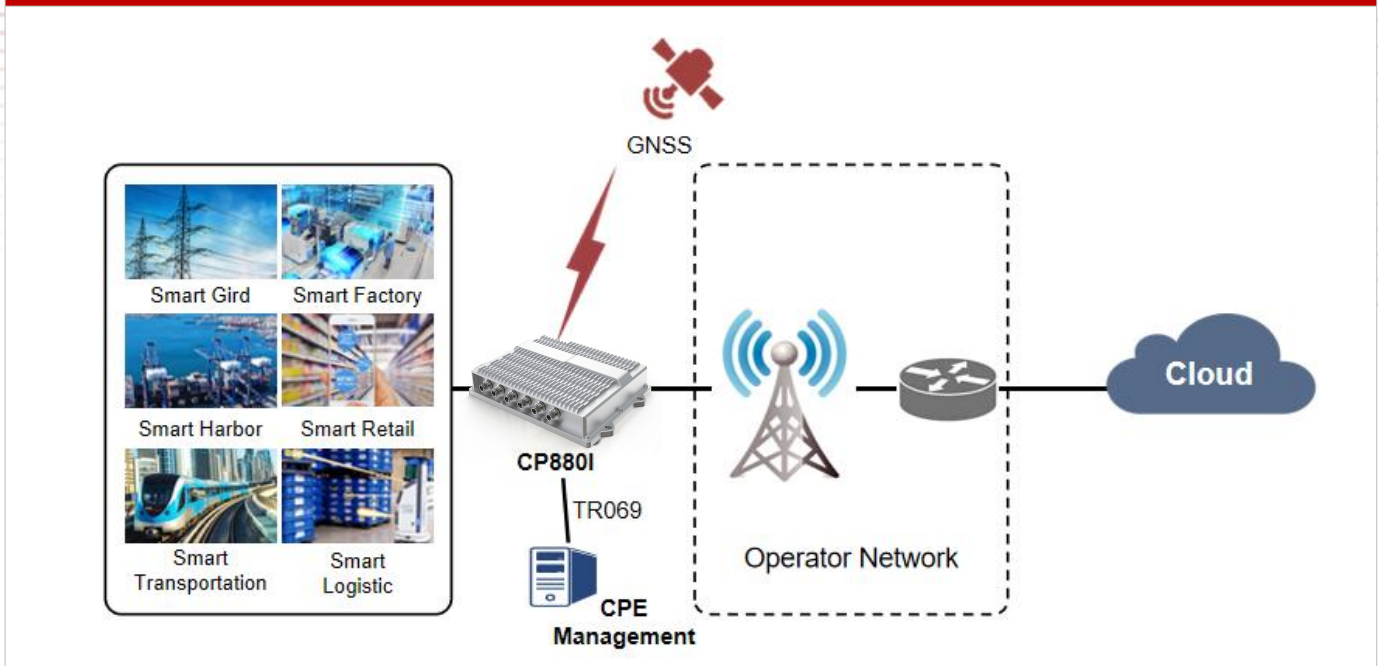 GNSS
Smart Gird
Smart Factory
Smart Harbor
Smart Retail
Smart
Transportation
Smart
Logistic
CP880I
TR069
CPE
Management
Operator Network
Cloud